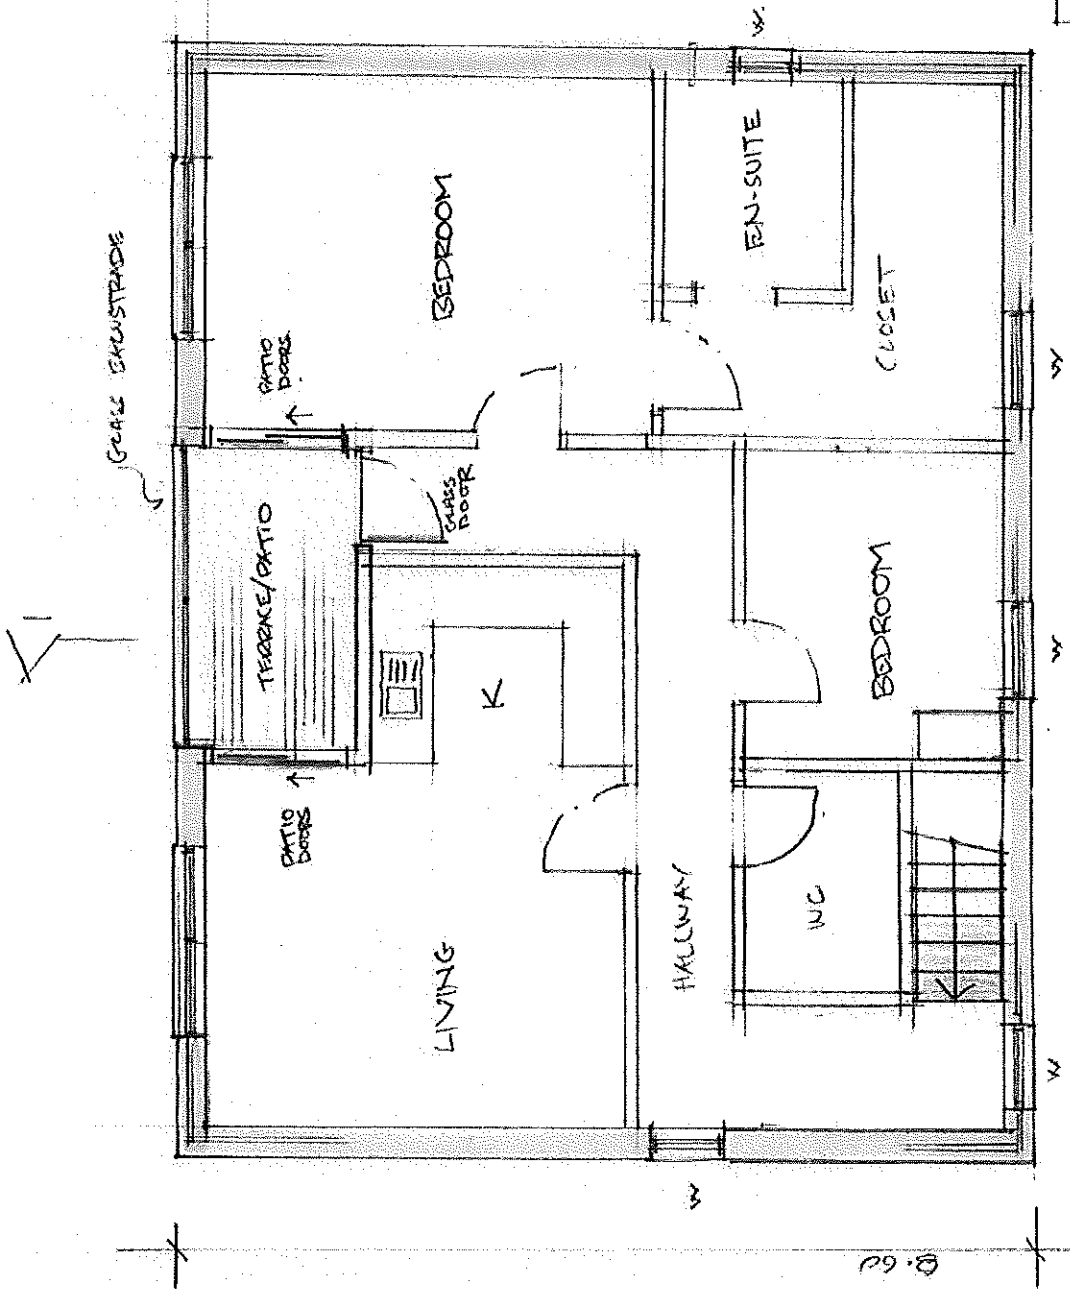 GLASS BALUSTRADE
PATIO
DOORS
TERRACE/PATIO
PATIO
DOORS
GLASS
DOOR
BEDROOM
K
LIVING
EN-SUITE
CLOSET
BEDROOM
HALLWAY
WC
W.
W
W
W
W
8.60